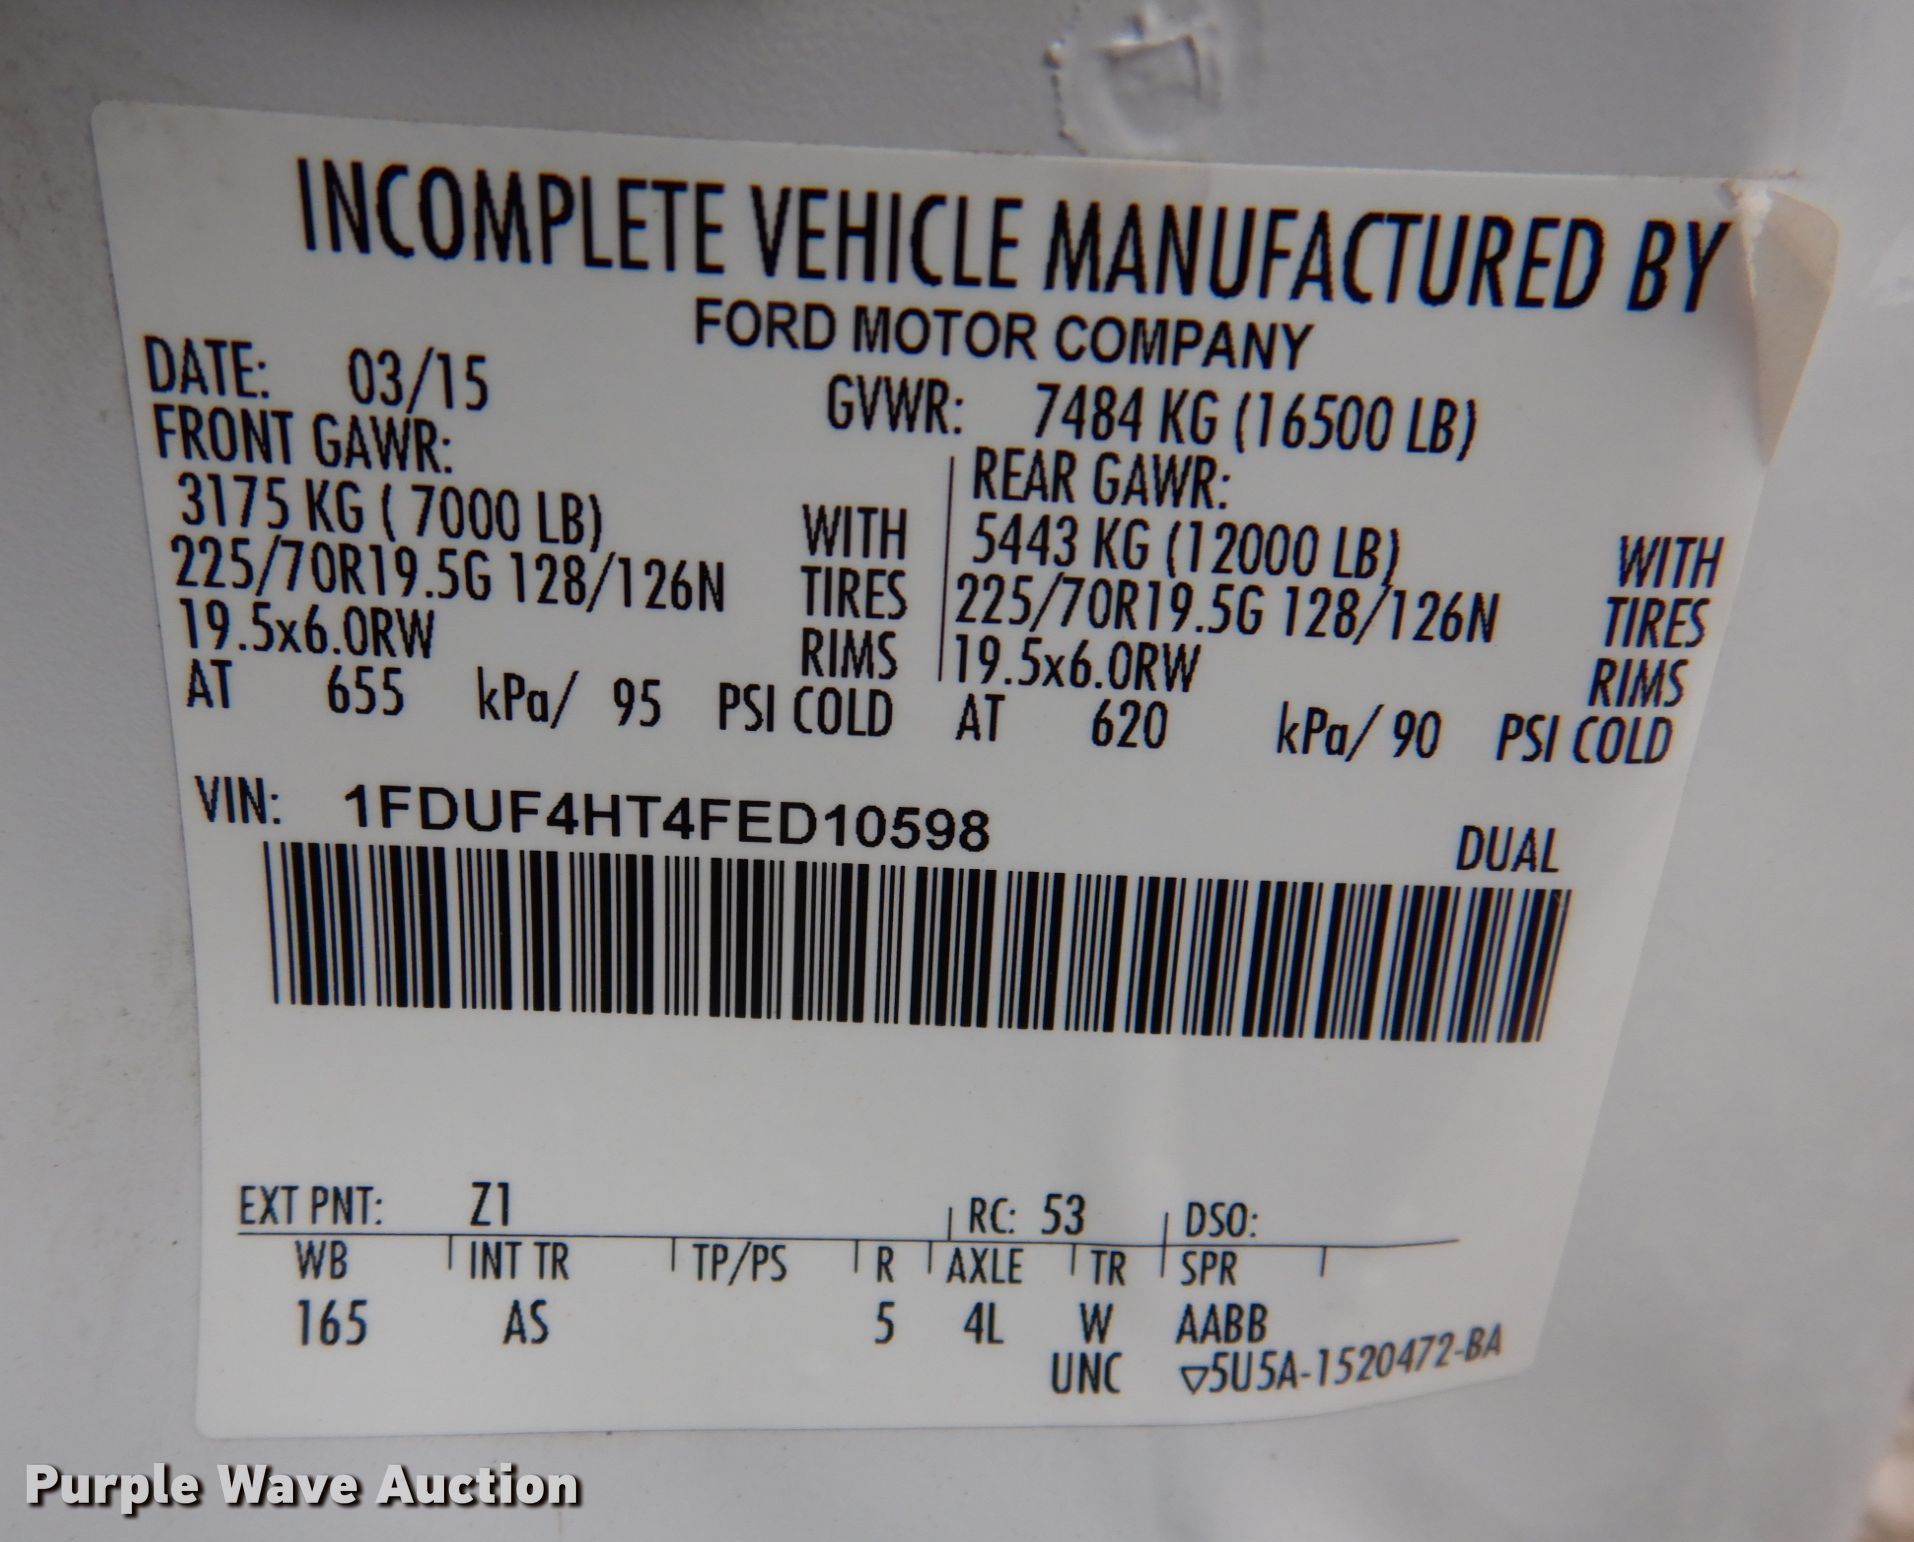 INCOMPLETE VEHICLE MANUFACTURED BY
FORD MOTOR COMPANY
DATE: 03/15 GVWR: 7484 KG (16500 LB)
FRONT GAWR: REAR GAWR:
3175 KG ( 7000 LB) WITH 5443 KG (12000 LB) WITH
225/70R19.5G 128/126N TIRES 225/70R19.5G 128/126N TIRES
19.5x6.0RW RIMS 19.5x6.0RW RIMS
AT 655 kPa/ 95 PSI COLD AT 620 kPa/ 90 PSI COLD
VIN: 1FDUF4HT4FED10598
DUAL
EXT PNT: Z1 RC: 53 DSO:
WB INT TR TP/PS R AXLE TR SPR
165 AS 5 4L W AABB
UNC ▽5U5A-1520472-BA
Purple Wave Auction